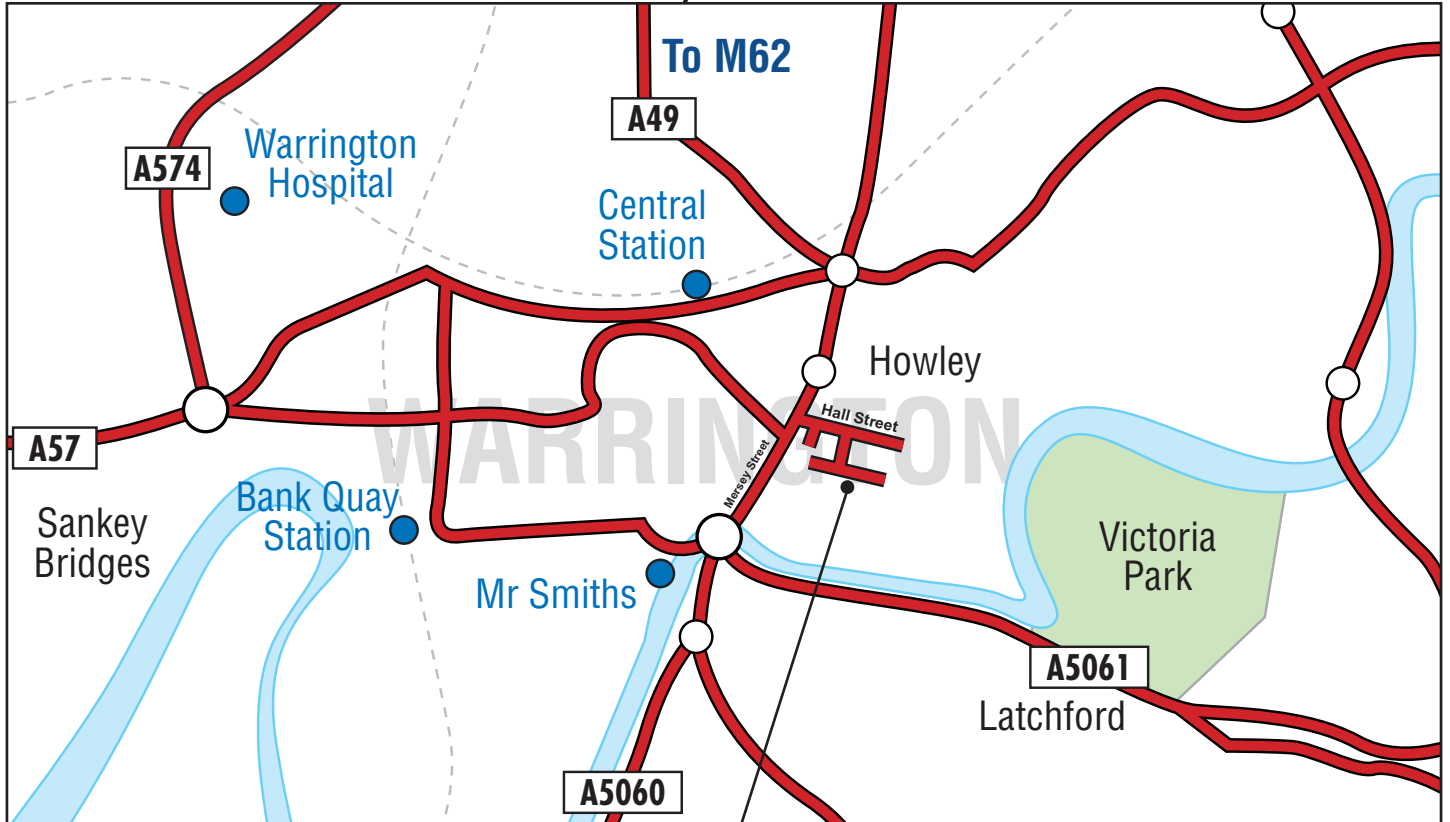 To M62
A49
Warrington
Hospital
A574
Central
Station
Howley
Hall Street
WARRINGTON
Mersey Street
A57
Bank Quay
Station
Sankey
Bridges
Victoria
Park
Mr Smiths
A5061
Latchford
A5060